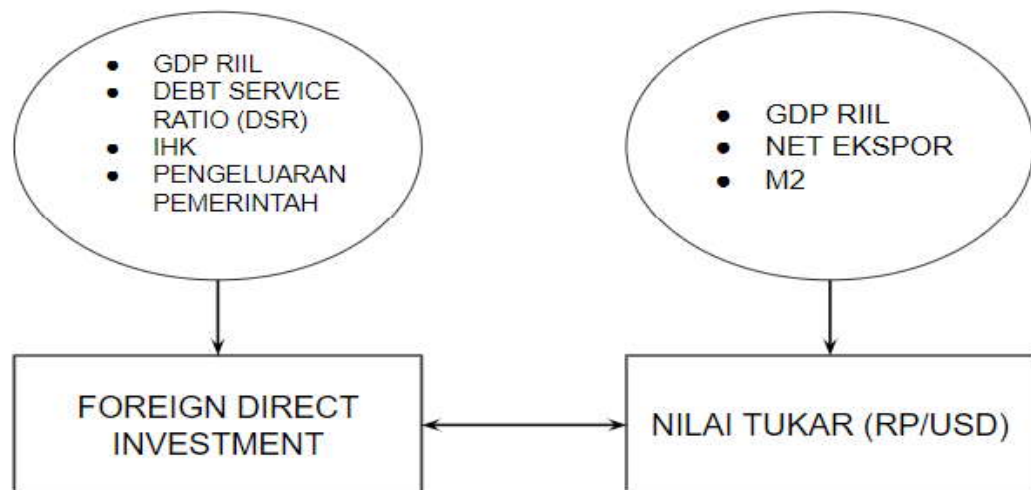 ● GDP RIIL
● DEBT SERVICE
RATIO (DSR)
● IHK
● PENGELUARAN
PEMERINTAH
● GDP RIIL
● NET EKSPOR
● M2
FOREIGN DIRECT
INVESTMENT
NILAI TUKAR (RP/USD)